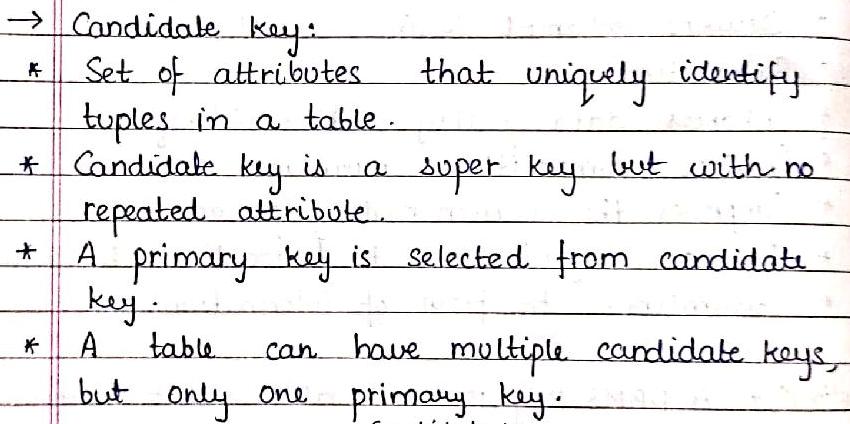 → Candidate key:
* Set of attributes that uniquely identify
tuples in a table.
* Candidate key is a super key but with no
repeated attribute.
* A primary key is selected from candidate
key.
* A table can have multiple candidate keys,
but only one primary key.